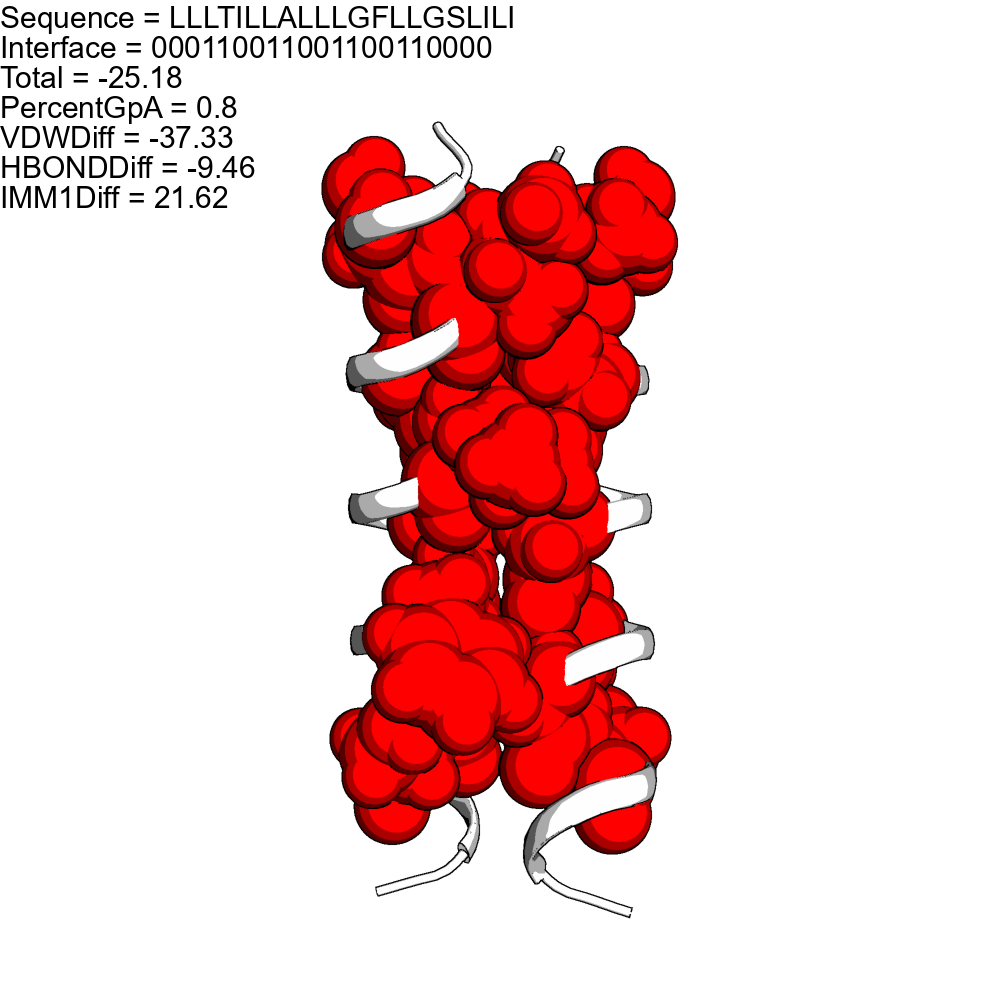 Sequence = LLLTILLALLLGFLLGSLILI
Interface = 000110011001100110000
Total = -25.18
PercentGpA = 0.8
VDWDiff = -37.33
HBONDDiff = -9.46
IMM1Diff = 21.62